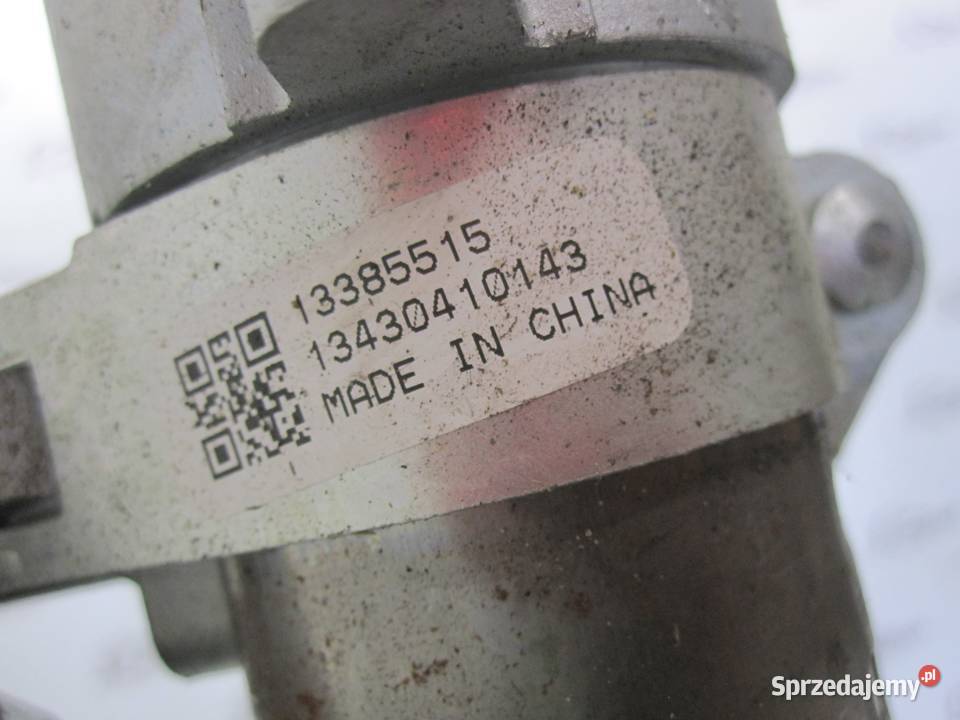 13385515
13430410143
MADE IN CHINA
Sprzedajemy.pl